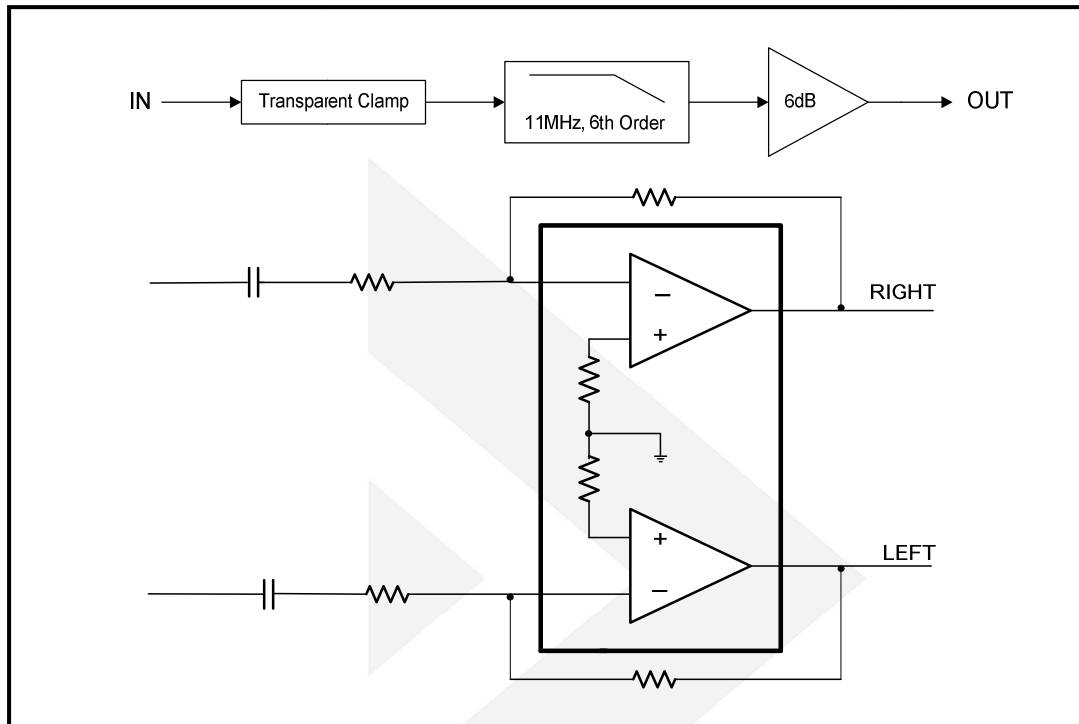 IN
Transparent Clamp
11MHz, 6th Order
6dB
OUT
−
+
RIGHT
+
−
LEFT